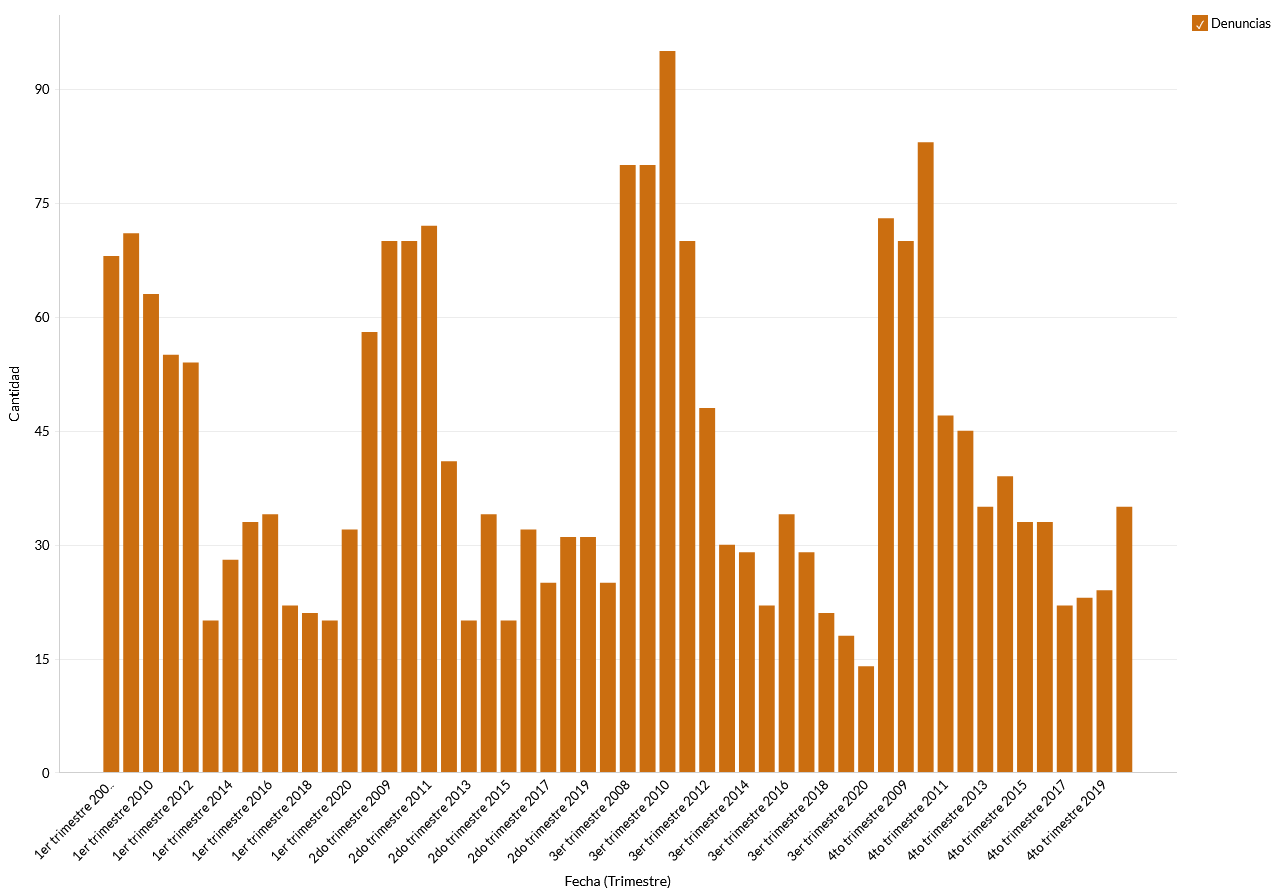 Denuncias
90
75
60
45
30
15
0
Cantidad
1er trimestre 200..
1er trimestre 2010
1er trimestre 2012
1er trimestre 2014
1er trimestre 2016
1er trimestre 2018
1er trimestre 2020
2do trimestre 2009
2do trimestre 2011
2do trimestre 2013
2do trimestre 2015
2do trimestre 2017
2do trimestre 2019
3er trimestre 2008
3er trimestre 2010
3er trimestre 2012
3er trimestre 2014
3er trimestre 2016
3er trimestre 2018
3er trimestre 2020
4to trimestre 2009
4to trimestre 2011
4to trimestre 2013
4to trimestre 2015
4to trimestre 2017
4to trimestre 2019
Fecha (Trimestre)